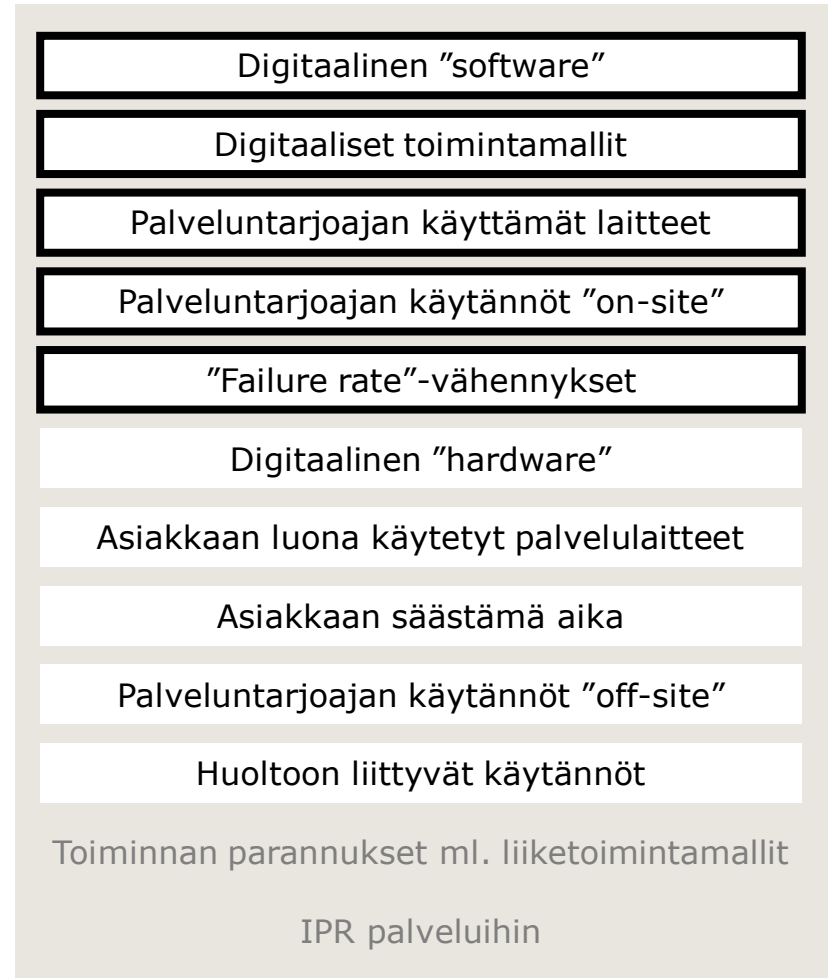 Digitaalinen ”software”
Digitaaliset toimintamallit
Palveluntarjoajan käyttämät laitteet
Palveluntarjoajan käytännöt ”on-site”
”Failure rate”-vähennykset
Digitaalinen ”hardware”
Asiakkaan luona käytetyt palvelulaitteet
Asiakkaan säästämä aika
Palveluntarjoajan käytännöt ”off-site”
Huoltoon liittyvät käytännöt
Toiminnan parannukset ml. liiketoimintamallit
IPR palveluihin